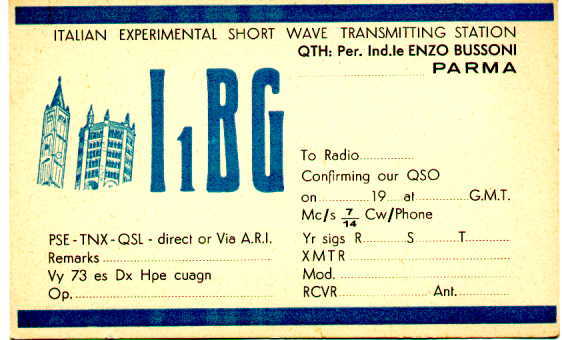 ITALIAN EXPERIMENTAL SHORT WAVE TRANSMITTING STATION
QTH: Per. Ind.le ENZO BUSSONI
PARMA
I1BG
To Radio
Confirming our QSO
on 19 at G.M.T.
Mc/s 7/14 Cw/Phone
PSE - TNX - QSL - direct or Via A.R.I.
Yr sigs R S T
Remarks
XMTR
Vy 73 es Dx Hpe cuagn
Mod.
Op.
RCVR Ant.